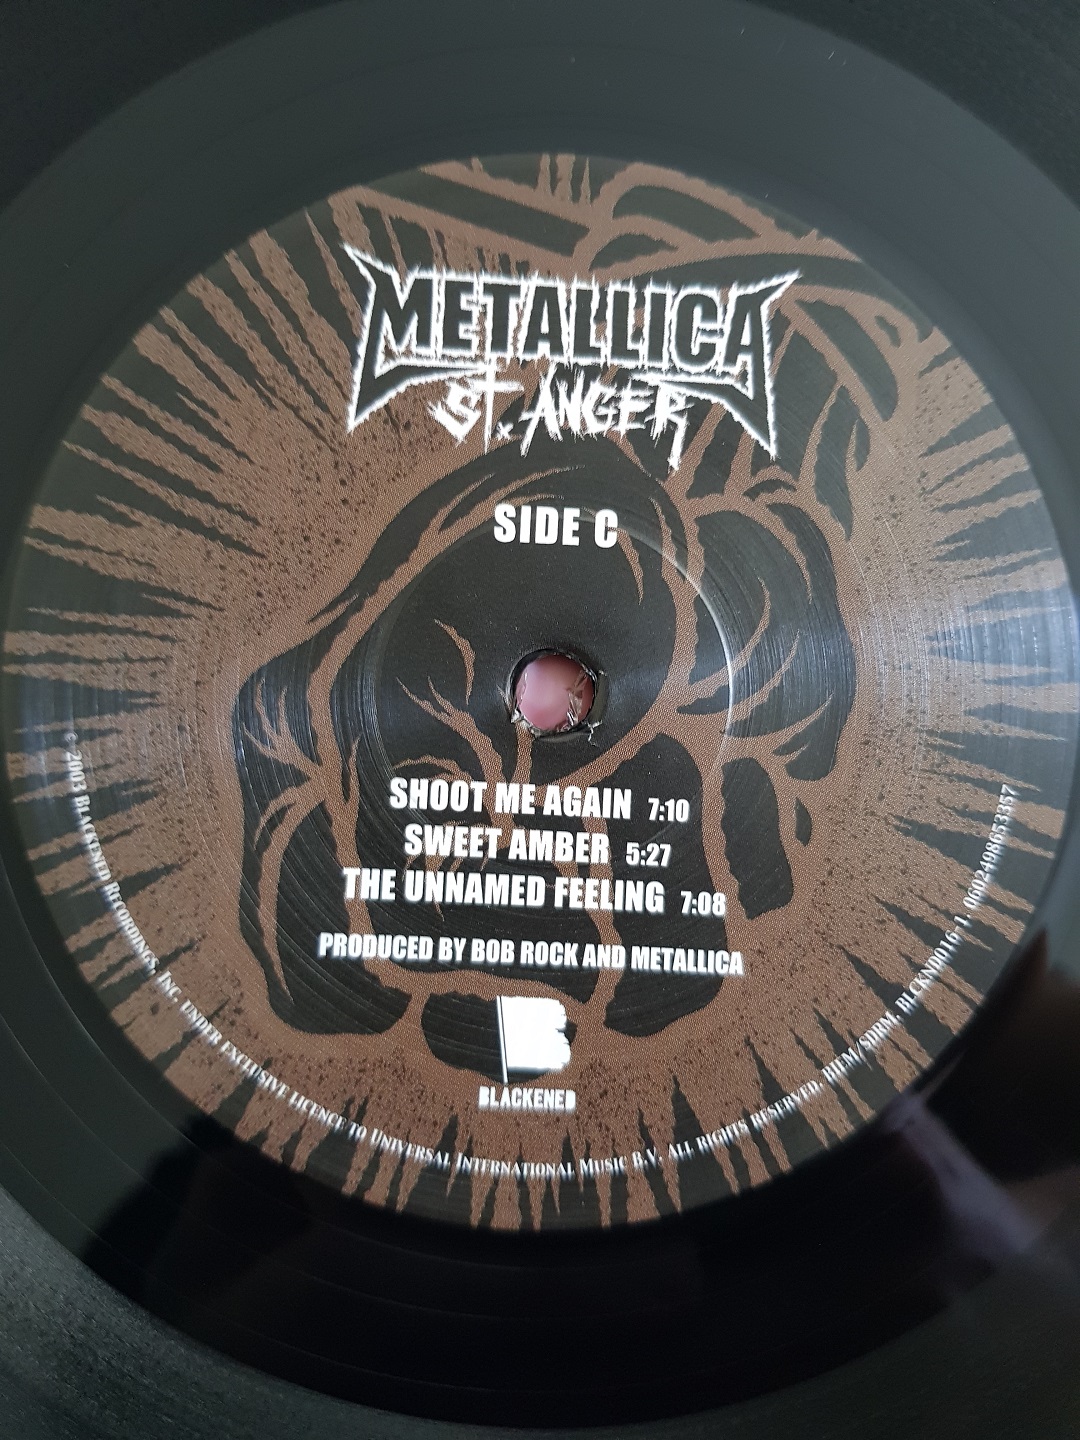 METALLICA
ST. ANGER
SIDE C
SHOOT ME AGAIN 7:10
SWEET AMBER 5:27
THE UNNAMED FEELING 7:08
PRODUCED BY BOB ROCK AND METALLICA
BLACKENED
© 2003 BLACKENED RECORDINGS, INC. UNDER EXCLUSIVE LICENCE TO UNIVERSAL INTERNATIONAL MUSIC B.V. ALL RIGHTS RESERVED. BIEM/SDRM. BLCKND016-1. 0602498653357